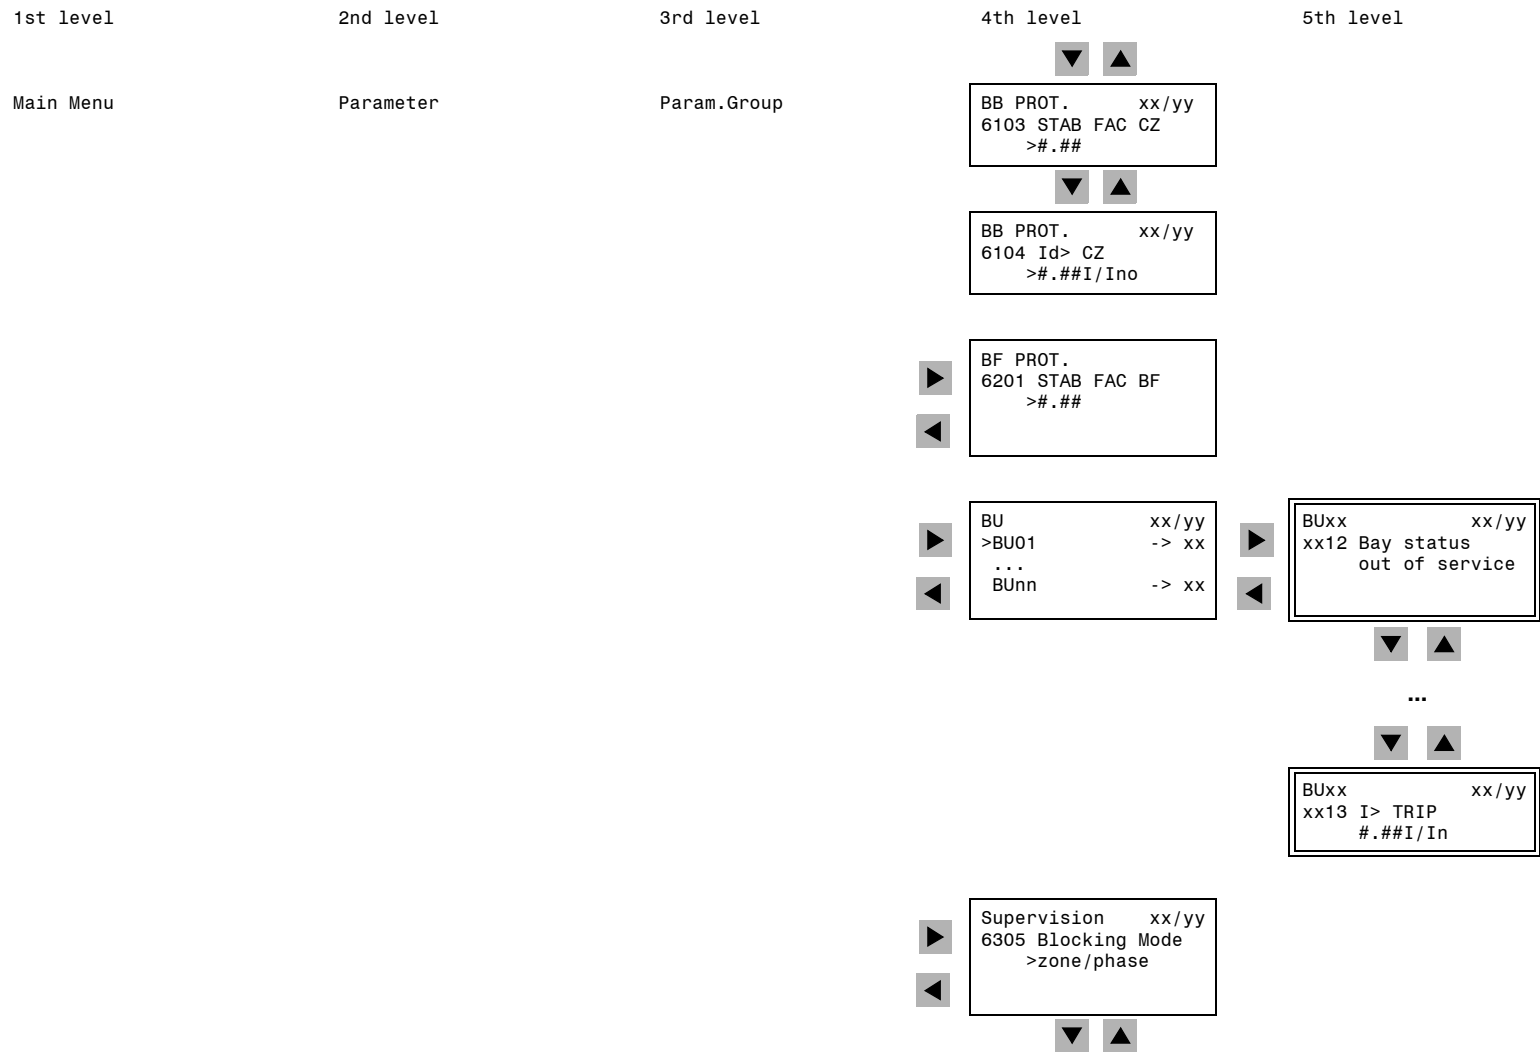 1st level 2nd level 3rd level 4th level 5th level
Main Menu Parameter Param.Group
BB PROT. xx/yy
6103 STAB FAC CZ
>#.##
BB PROT. xx/yy
6104 Id> CZ
>#.##I/Ino
BF PROT.
6201 STAB FAC BF
>#.##
BU xx/yy
>BU01 -> xx
...
BUnn -> xx
BUxx xx/yy
xx12 Bay status
out of service
...
BUxx xx/yy
xx13 I> TRIP
#.##I/In
Supervision xx/yy
6305 Blocking Mode
>zone/phase